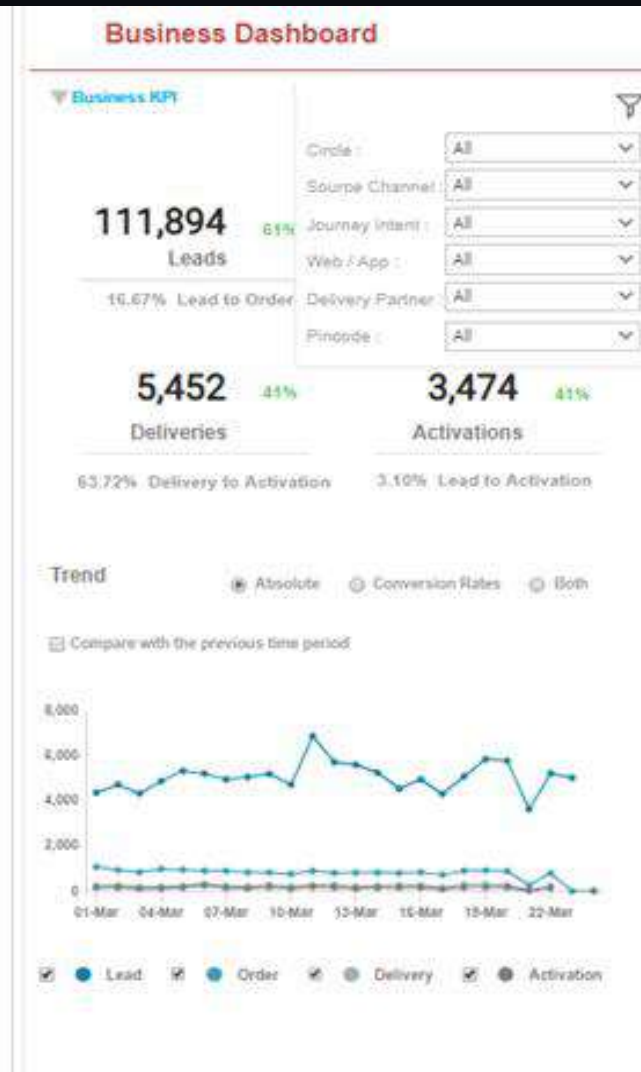 Business Dashboard
Business KPI
Circle :
All
Source Channel :
All
111,894
61%
Journey Intent :
All
Leads
Web / App :
All
16.67% Lead to Order
Delivery Partner
All
Pincode :
All
5,452
41%
3,474
41%
Deliveries
Activations
63.72% Delivery to Activation
3.10% Lead to Activation
Trend
Absolute
Conversion Rates
Both
Compare with the previous time period
8,000
6,000
4,000
2,000
0
01-Mar
04-Mar
07-Mar
10-Mar
13-Mar
16-Mar
19-Mar
22-Mar
Lead
Order
Delivery
Activation